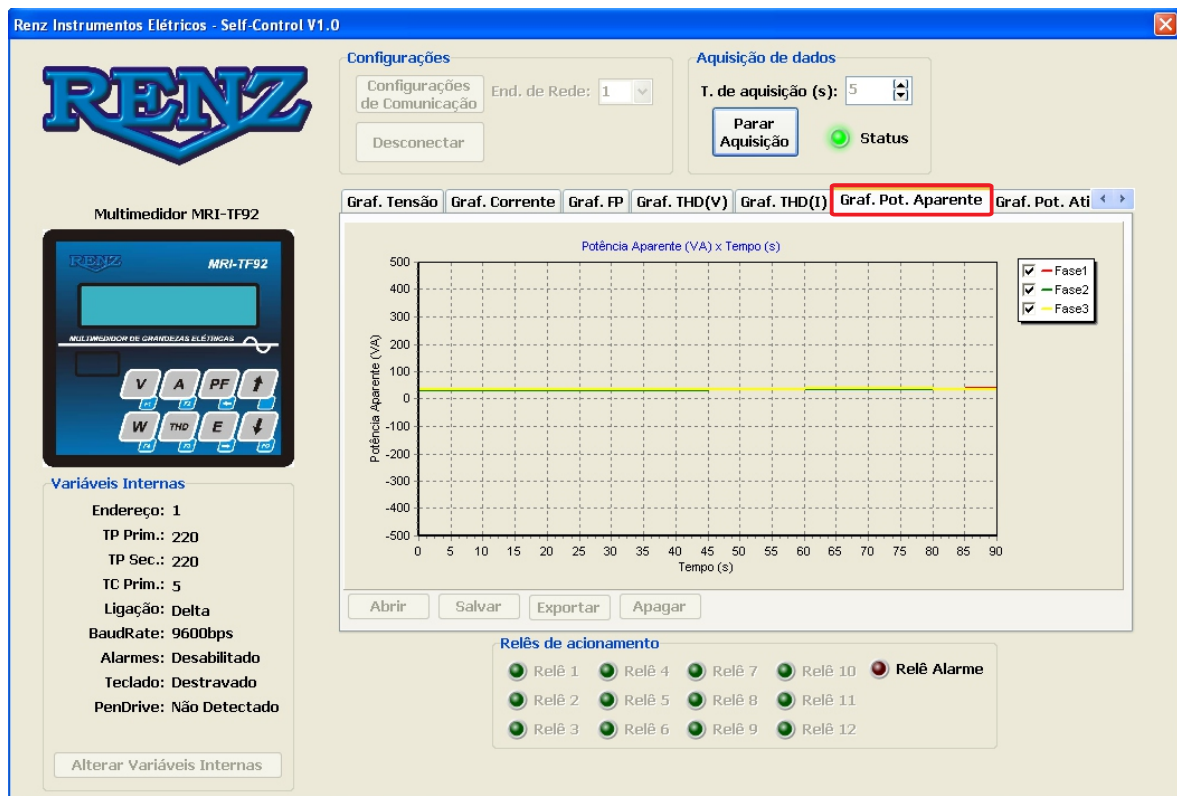 Renz Instrumentos Elétricos - Self-Control V1.0
RENZ
Configurações
Configurações de Comunicação
End. de Rede: 1
Desconectar
Aquisição de dados
T. de aquisição (s): 5
Parar Aquisição
Status
Multimedidor MRI-TF92
RENZ MRI-TF92
MULTIMEDIDOR DE GRANDEZAS ELÉTRICAS
V A PF
F1 F2
W THD E
F4 F3
Graf. Tensão Graf. Corrente Graf. FP Graf. THD(V) Graf. THD(I) Graf. Pot. Aparente Graf. Pot. Ati
Potência Aparente (VA) x Tempo (s)
500
400
300
200
100
0
-100
-200
-300
-400
-500
Potência Aparente (VA)
0 5 10 15 20 25 30 35 40 45 50 55 60 65 70 75 80 85 90
Tempo (s)
Fase1
Fase2
Fase3
Abrir Salvar Exportar Apagar
Variáveis Internas
Endereço: 1
TP Prim.: 220
TP Sec.: 220
TC Prim.: 5
Ligação: Delta
BaudRate: 9600bps
Alarmes: Desabilitado
Teclado: Destravado
PenDrive: Não Detectado
Alterar Variáveis Internas
Relês de acionamento
Relê 1 Relê 4 Relê 7 Relê 10 Relê Alarme
Relê 2 Relê 5 Relê 8 Relê 11
Relê 3 Relê 6 Relê 9 Relê 12